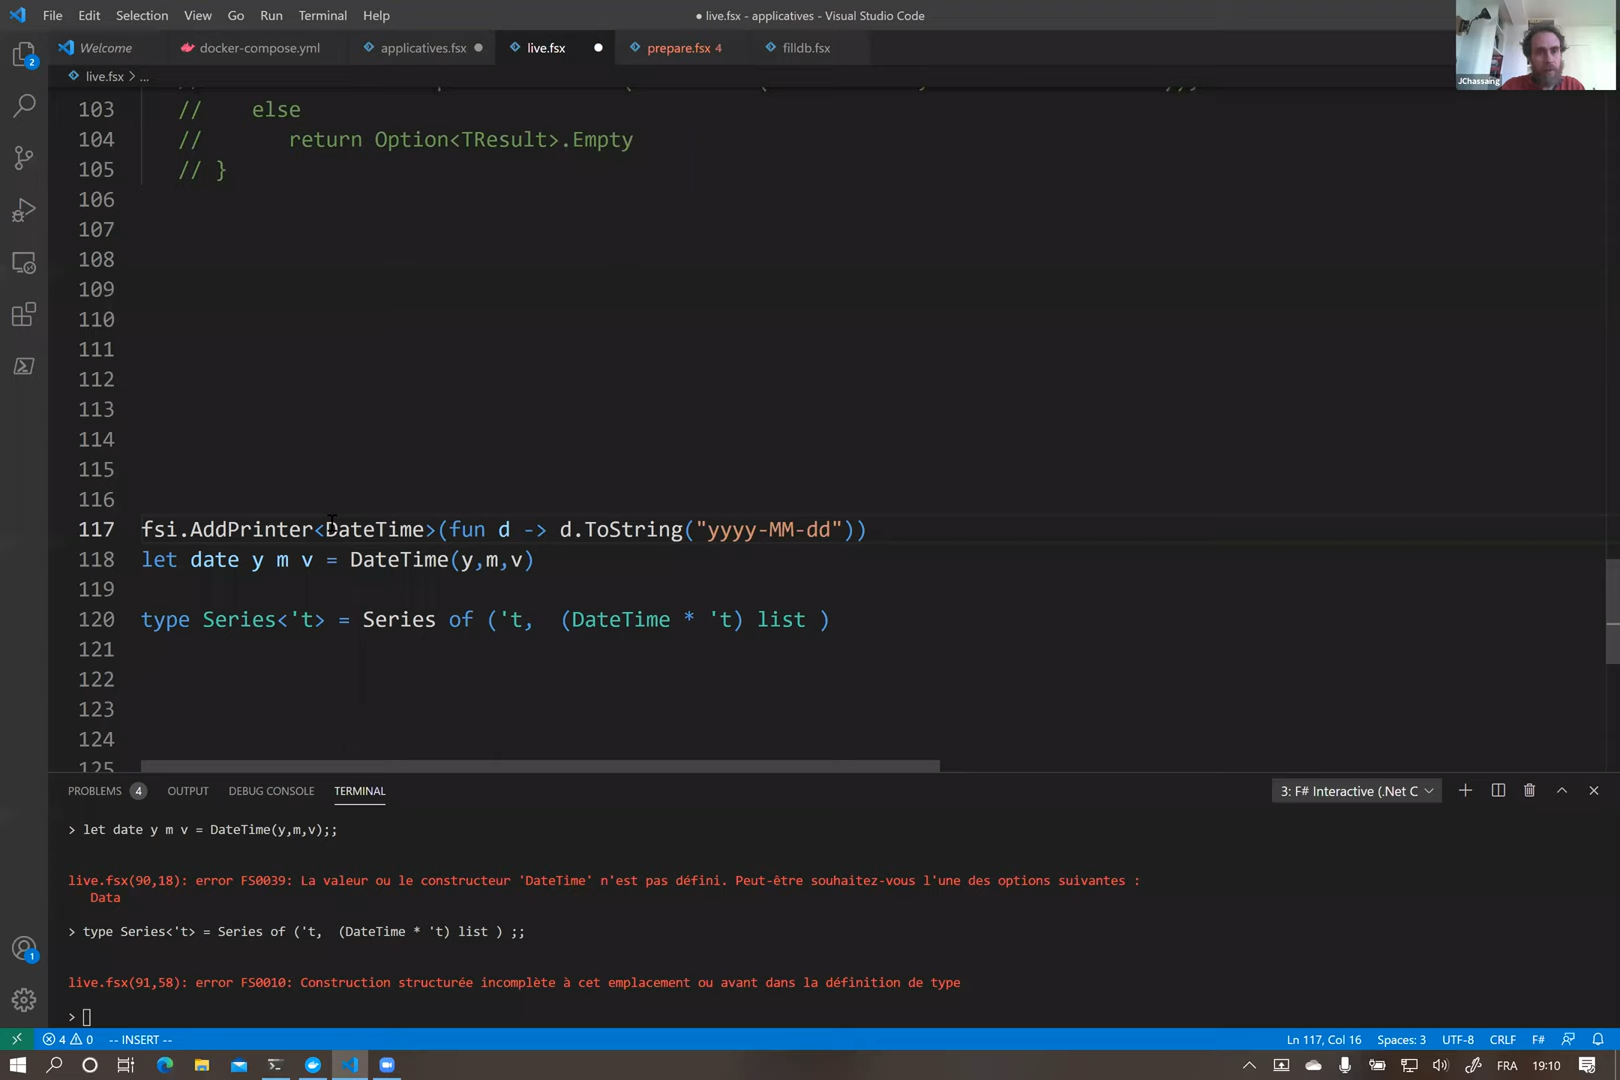 File Edit Selection View Go Run Terminal Help ● live.fsx - applicatives - Visual Studio Code
JChassaing
2 Welcome docker-compose.yml applicatives.fsx live.fsx prepare.fsx 4 filldb.fsx
live.fsx > ...
103 // else
104 // return Option<TResult>.Empty
105 // }
106
107
108
109
110
111
112
113
114
115
116
117 fsi.AddPrinter<DateTime>(fun d -> d.ToString("yyyy-MM-dd"))
118 let date y m v = DateTime(y,m,v)
119
120 type Series<'t> = Series of ('t, (DateTime * 't) list )
121
122
123
124
125
PROBLEMS 4 OUTPUT DEBUG CONSOLE TERMINAL 3: F# Interactive (.Net C
> let date y m v = DateTime(y,m,v);;
live.fsx(90,18): error FS0039: La valeur ou le constructeur 'DateTime' n'est pas défini. Peut-être souhaitez-vous l'une des options suivantes :
Data
> type Series<'t> = Series of ('t, (DateTime * 't) list ) ;;
1
live.fsx(91,58): error FS0010: Construction structurée incomplète à cet emplacement ou avant dans la définition de type
>
4 0 -- INSERT -- Ln 117, Col 16 Spaces: 3 UTF-8 CRLF F#
FRA 19:10